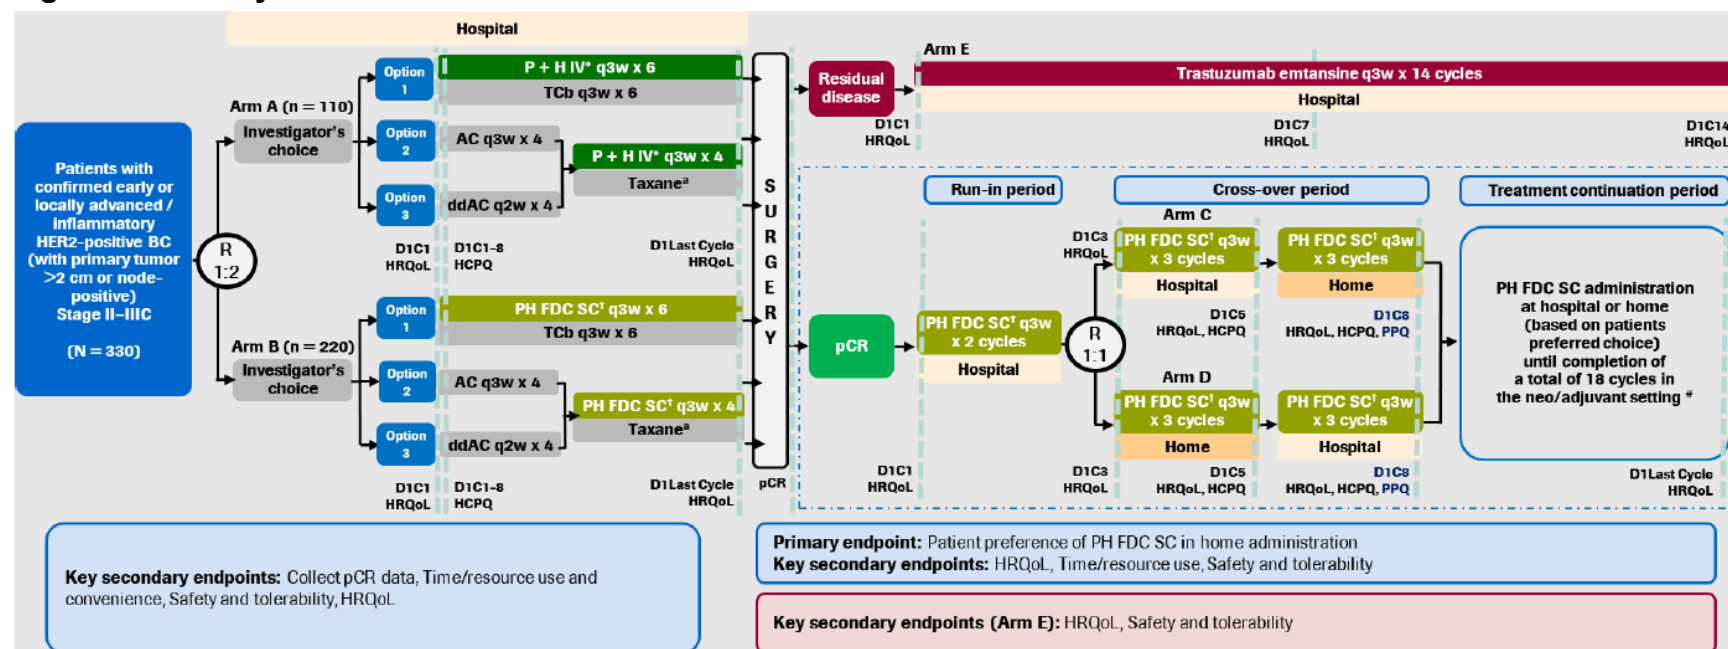 Hospital
Patients with
confirmed early or
locally advanced /
inflammatory
HER2-positive BC
(with primary tumor
>2 cm or node-
positive)
Stage II–IIIC
(N = 330)
R
1:2
Arm A (n = 110)
Investigator's
choice
Option
1
P + H IV* q3w x 6
TCb q3w x 6
Option
2
AC q3w x 4
P + H IV* q3w x 4
Taxaneᵃ
Option
3
ddAC q2w x 4
D1C1
HRQoL
D1C1-8
HCPQ
D1Last Cycle
HRQoL
Arm B (n = 220)
Investigator's
choice
Option
1
PH FDC SC† q3w x 6
TCb q3w x 6
Option
2
AC q3w x 4
PH FDC SC† q3w x 4
Taxaneᵃ
Option
3
ddAC q2w x 4
D1C1
HRQoL
D1C1-8
HCPQ
D1Last Cycle
HRQoL
S
U
R
G
E
R
Y
pCR
Residual
disease
Arm E
Trastuzumab emtansine q3w x 14 cycles
Hospital
D1C1
HRQoL
D1C7
HRQoL
D1C14
HRQoL
Run-in period
Cross-over period
Treatment continuation period
pCR
PH FDC SC† q3w
x 2 cycles
Hospital
D1C1
HRQoL
R
1:1
D1C3
HRQoL
Arm C
PH FDC SC† q3w
x 3 cycles
Hospital
PH FDC SC† q3w
x 3 cycles
Home
D1C5
HRQoL, HCPQ
D1C8
HRQoL, HCPQ, PPQ
Arm D
PH FDC SC† q3w
x 3 cycles
Home
PH FDC SC† q3w
x 3 cycles
Hospital
D1C3
HRQoL
D1C5
HRQoL, HCPQ
D1C8
HRQoL, HCPQ, PPQ
PH FDC SC administration
at hospital or home
(based on patients
preferred choice)
until completion of
a total of 18 cycles in
the neo/adjuvant setting #
D1Last Cycle
HRQoL
Key secondary endpoints: Collect pCR data, Time/resource use and
convenience, Safety and tolerability, HRQoL
Primary endpoint: Patient preference of PH FDC SC in home administration
Key secondary endpoints: HRQoL, Time/resource use, Safety and tolerability
Key secondary endpoints (Arm E): HRQoL, Safety and tolerability